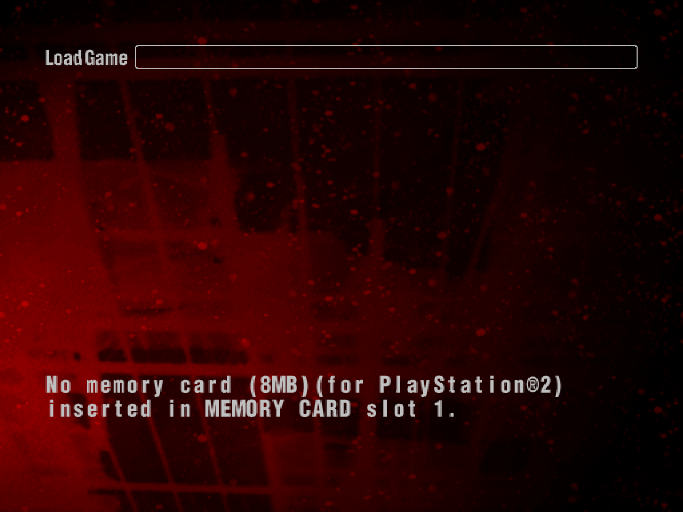 Load Game
No memory card (8MB)(for PlayStation®2)
inserted in MEMORY CARD slot 1.